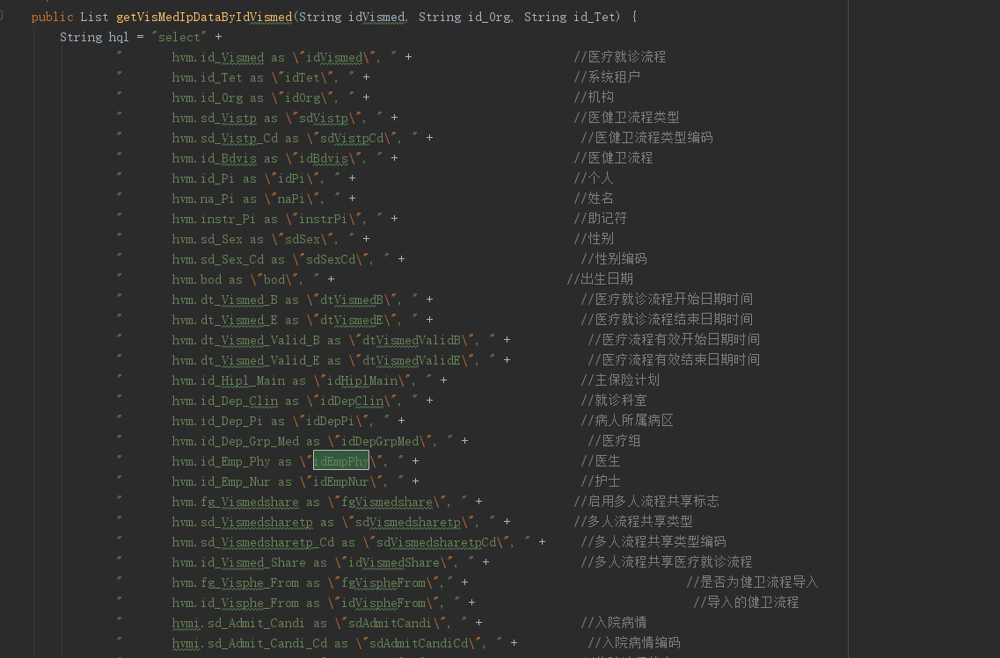 public List getVisMedIpDataByIdVismed(String idVismed, String id_Org, String id_Tet) {
String hql = "select" +
" hvm.id_Vismed as \"idVismed\", " + //医疗就诊流程
" hvm.id_Tet as \"idTet\", " + //系统租户
" hvm.id_Org as \"idOrg\", " + //机构
" hvm.sd_Vistp as \"sdVistp\", " + //医健卫流程类型
" hvm.sd_Vistp_Cd as \"sdVistpCd\", " + //医健卫流程类型编码
" hvm.id_Bdvis as \"idBdvis\", " + //医健卫流程
" hvm.id_Pi as \"idPi\", " + //个人
" hvm.na_Pi as \"naPi\", " + //姓名
" hvm.instr_Pi as \"instrPi\", " + //助记符
" hvm.sd_Sex as \"sdSex\", " + //性别
" hvm.sd_Sex_Cd as \"sdSexCd\", " + //性别编码
" hvm.bod as \"bod\", " + //出生日期
" hvm.dt_Vismed_B as \"dtVismedB\", " + //医疗就诊流程开始日期时间
" hvm.dt_Vismed_E as \"dtVismedE\", " + //医疗就诊流程结束日期时间
" hvm.dt_Vismed_Valid_B as \"dtVismedValidB\", " + //医疗流程有效开始日期时间
" hvm.dt_Vismed_Valid_E as \"dtVismedValidE\", " + //医疗流程有效结束日期时间
" hvm.id_Hipl_Main as \"idHiplMain\", " + //主保险计划
" hvm.id_Dep_Clin as \"idDepClin\", " + //就诊科室
" hvm.id_Dep_Pi as \"idDepPi\", " + //病人所属病区
" hvm.id_Dep_Grp_Med as \"idDepGrpMed\", " + //医疗组
" hvm.id_Emp_Phy as \"idEmpPhy\", " + //医生
" hvm.id_Emp_Nur as \"idEmpNur\", " + //护士
" hvm.fg_Vismedshare as \"fgVismedshare\", " + //启用多人流程共享标志
" hvm.sd_Vismedsharetp as \"sdVismedsharetp\", " + //多人流程共享类型
" hvm.sd_Vismedsharetp_Cd as \"sdVismedsharetpCd\", " + //多人流程共享类型编码
" hvm.id_Vismed_Share as \"idVismedShare\", " + //多人流程共享医疗就诊流程
" hvm.fg_Visphe_From as \"fgVispheFrom\"," + //是否为健卫流程导入
" hvm.id_Visphe_From as \"idVispheFrom\", " + //导入的健卫流程
" hvmi.sd_Admit_Candi as \"sdAdmitCandi\", " + //入院病情
" hvmi.sd_Admit_Candi_Cd as \"sdAdmitCandiCd\", " + //入院病情编码